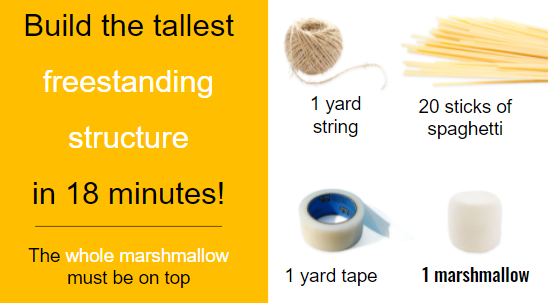 Build the tallest
freestanding
structure
in 18 minutes!
The whole marshmallow
must be on top
1 yard
string
20 sticks of
spaghetti
1 yard tape
1 marshmallow